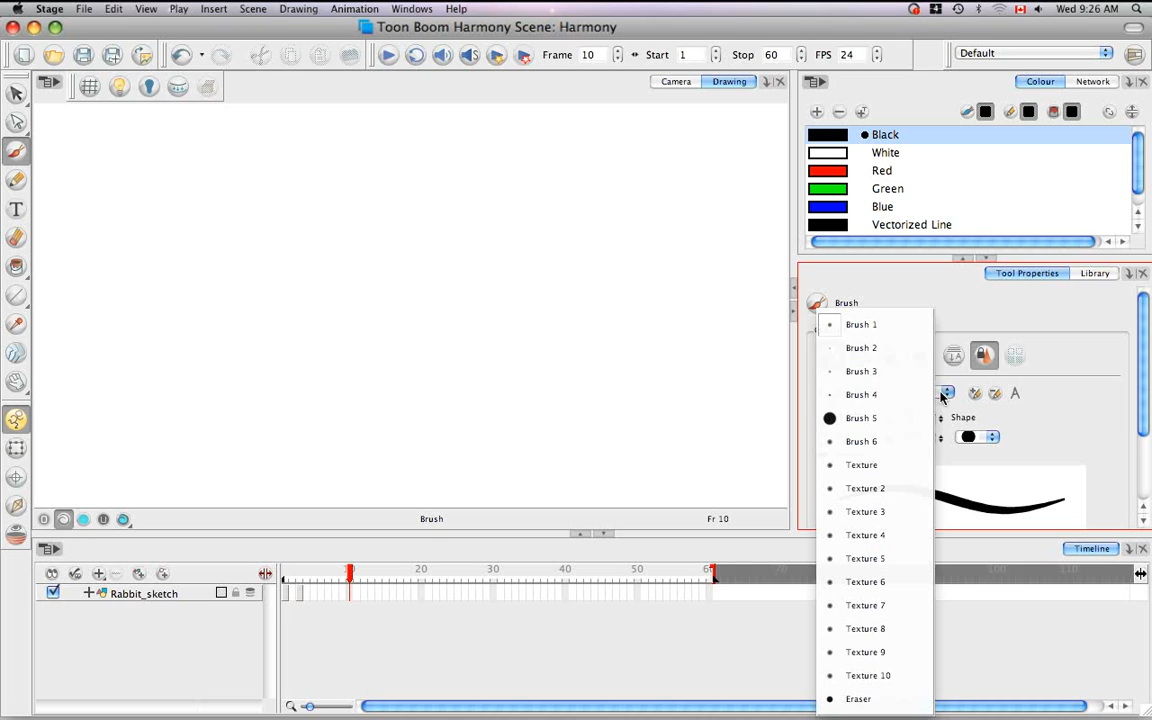 Stage File Edit View Play Insert Scene Drawing Animation Windows Help Wed 9:26 AM
Toon Boom Harmony Scene: Harmony
Frame 10 Start 1 Stop 60 FPS 24 Default
Camera Drawing Colour Network
Black
White
Red
Green
Blue
Vectorized Line
Tool Properties Library
Brush
Brush 1
Brush 2
Brush 3
Brush 4
Shape
Brush 5
Brush 6
Texture
Texture 2
Texture 3
Texture 4
Texture 5
Texture 6
Texture 7
Texture 8
Texture 9
Texture 10
Eraser
Brush Fr 10
Timeline
20 30 40 50 100 110
Rabbit_sketch